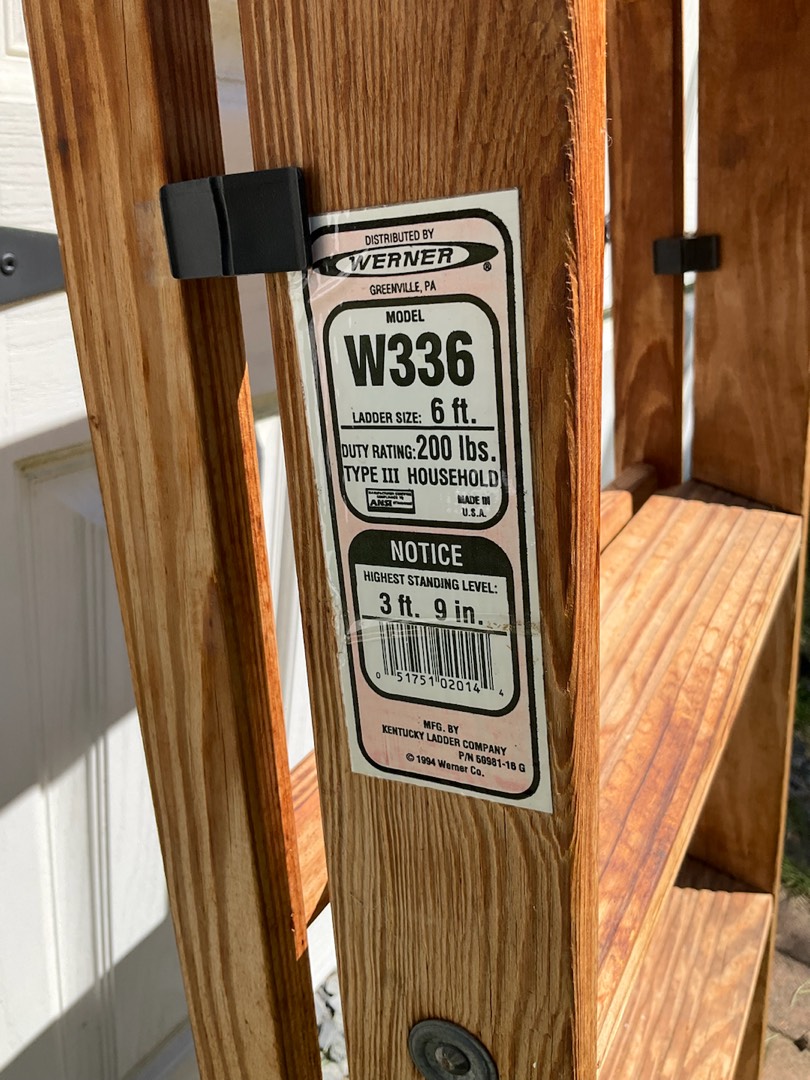 DISTRIBUTED BY
WERNER ®
GREENVILLE, PA
MODEL
W336
LADDER SIZE: 6 ft.
DUTY RATING: 200 lbs.
TYPE III HOUSEHOLD
ANSI
MADE IN
U.S.A.
NOTICE
HIGHEST STANDING LEVEL:
3 ft. 9 in.
0 51751 02014 4
MFG. BY
KENTUCKY LADDER COMPANY
P/N 50981-18 G
© 1994 Werner Co.